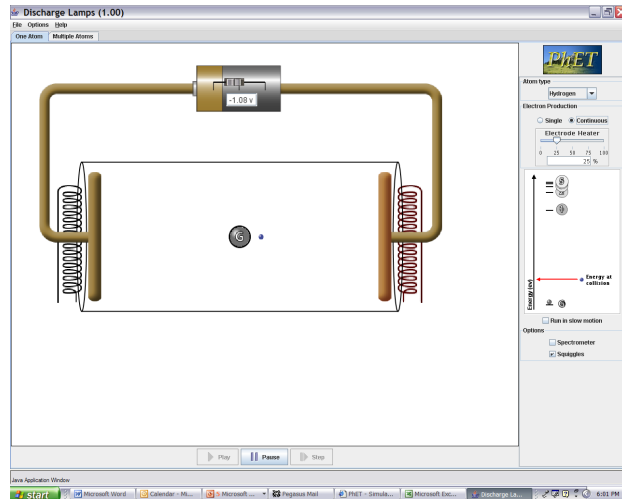 Discharge Lamps (1.00)
File Options Help
One Atom Multiple Atoms
-1.08 v
G
PhET
Atom type
Hydrogen
Electron Production
Single Continuous
Electrode Heater
0 25 50 75 100
25 %
Energy (ev)
Energy at
collision
Run in slow motion
Options
Spectrometer
Squiggles
Play Pause Step
Java Application Window
start Microsoft Word Calendar - Mi... Microsoft ... Pegasus Mail PhET - Simula... Microsoft Exc... Discharge La... 6:01 PM